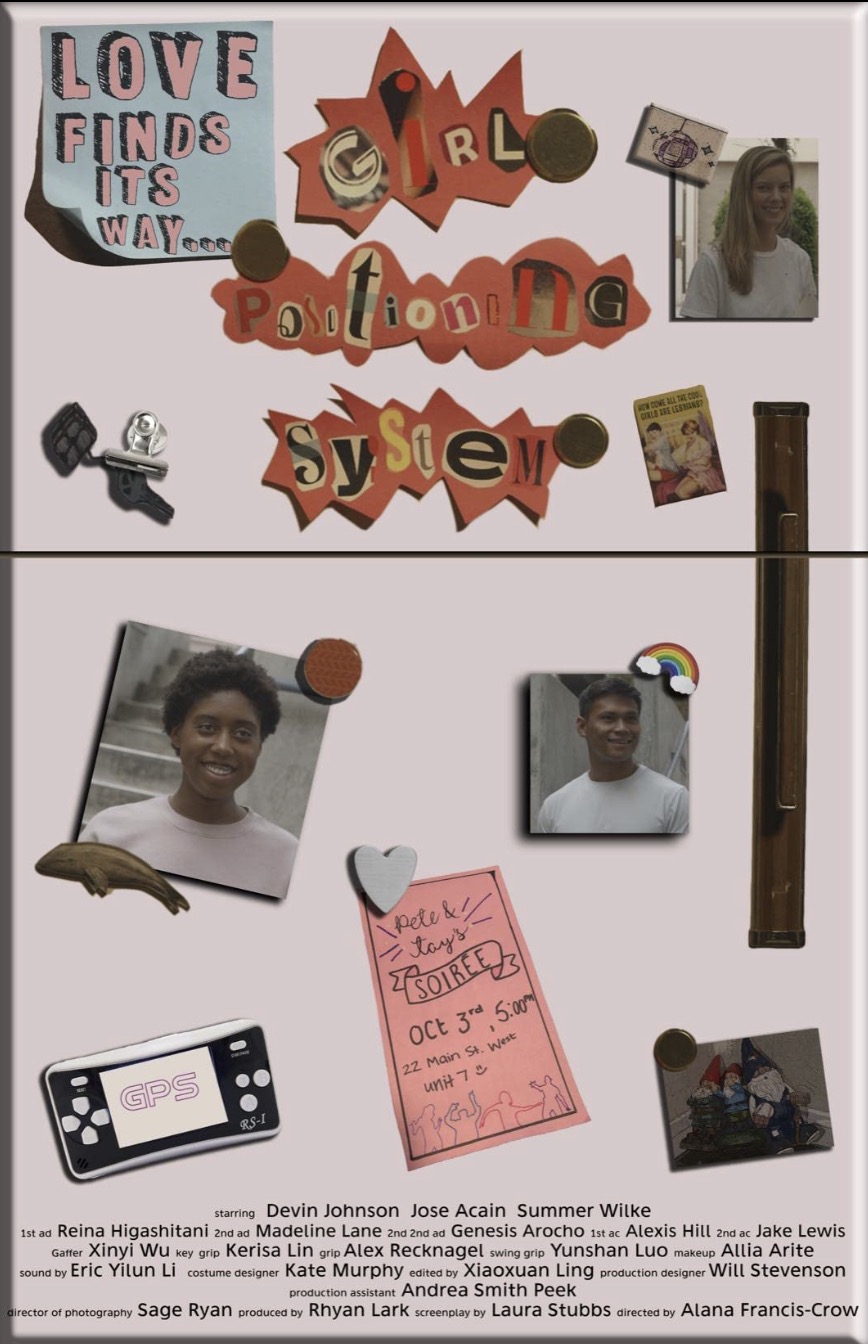 LOVE
FINDS
ITS
WAY...
GiRL
PosItioniNG
SyStem
HOW COME ALL THE COOL
GIRLS ARE LESBIANS?
Pete &
Tay's
SOIRÉE
OCT 3rd, 5:00pm
22 Main St. West
unit 7
GPS
RS-1
starring Devin Johnson Jose Acain Summer Wilke
1st ad Reina Higashitani 2nd ad Madeline Lane 2nd 2nd ad Genesis Arocho 1st ac Alexis Hill 2nd ac Jake Lewis
Gaffer Xinyi Wu key grip Kerisa Lin grip Alex Recknagel swing grip Yunshan Luo makeup Allia Arite
sound by Eric Yilun Li costume designer Kate Murphy edited by Xiaoxuan Ling production designer Will Stevenson
production assistant Andrea Smith Peek
director of photography Sage Ryan produced by Rhyan Lark screenplay by Laura Stubbs directed by Alana Francis-Crow